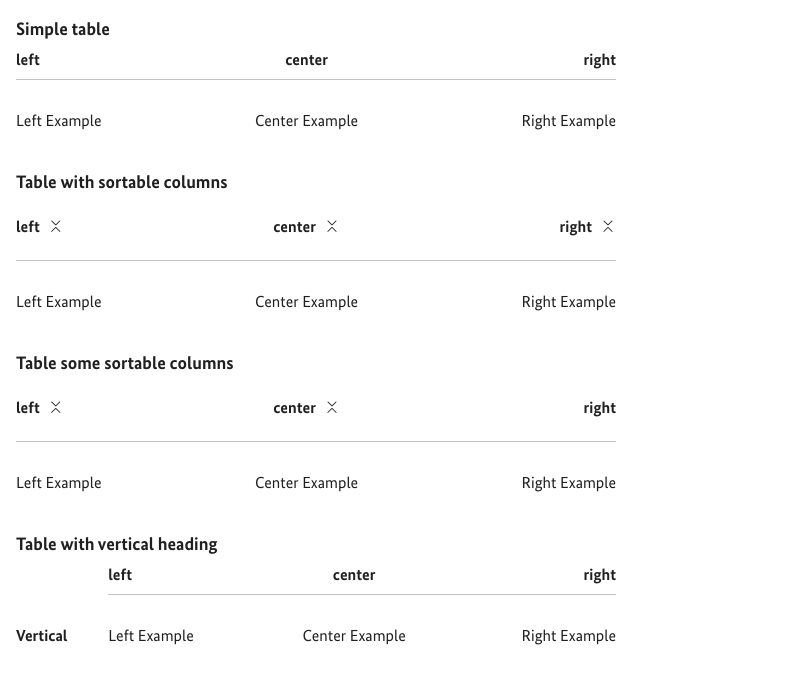 Simple table
left center right
Left Example Center Example Right Example
Table with sortable columns
left center right
Left Example Center Example Right Example
Table some sortable columns
left center right
Left Example Center Example Right Example
Table with vertical heading
left center right
Vertical Left Example Center Example Right Example